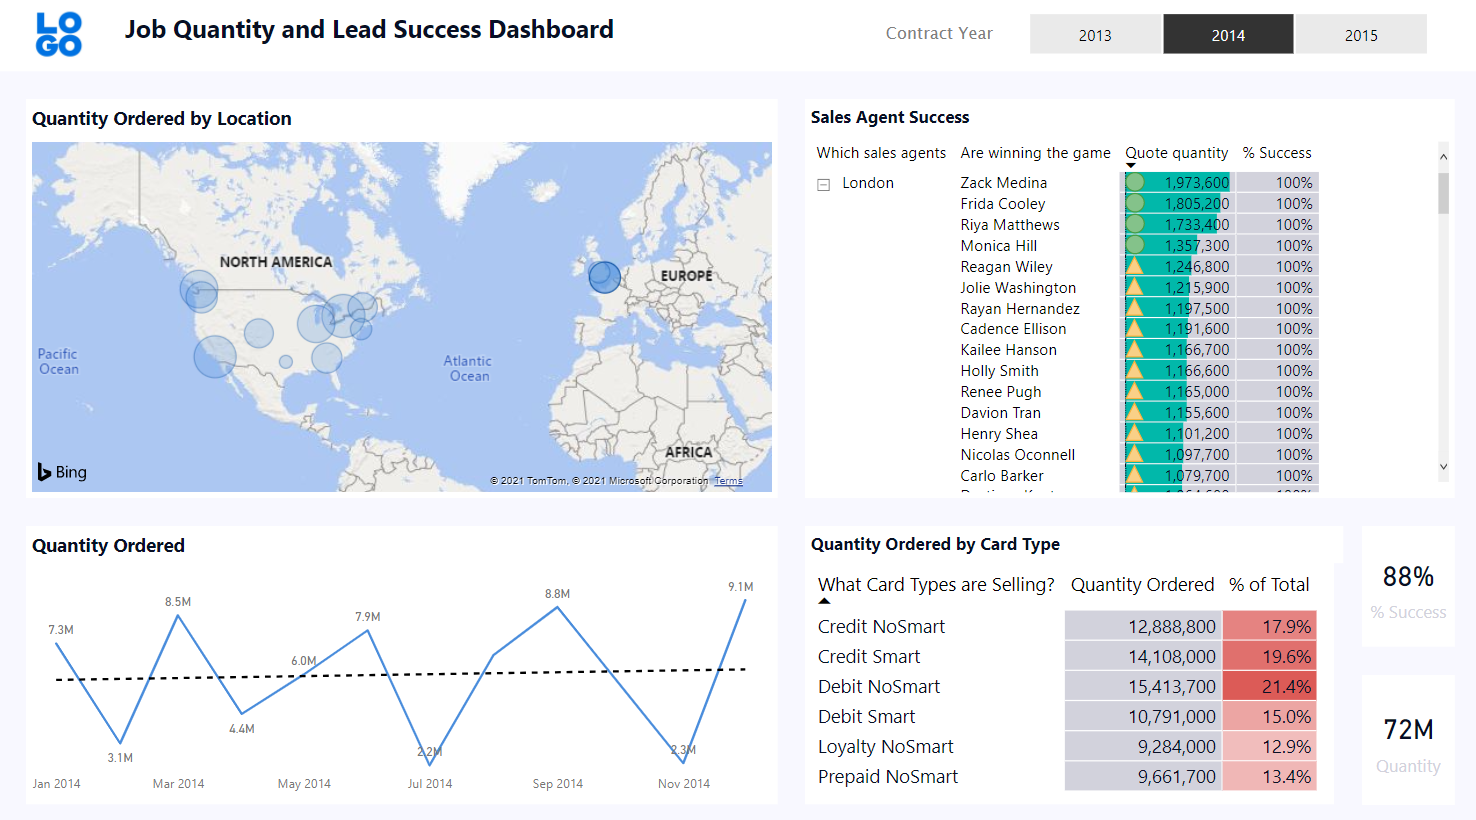 LO
GO
Job Quantity and Lead Success Dashboard
Contract Year
2013
2014
2015
Quantity Ordered by Location
NORTH AMERICA
EUROPE
AFRICA
Pacific
Ocean
Atlantic
Ocean
Bing
© 2021 TomTom, © 2021 Microsoft Corporation Terms
Sales Agent Success
Which sales agents Are winning the game Quote quantity % Success
London Zack Medina 1,973,600 100%
Frida Cooley 1,805,200 100%
Riya Matthews 1,733,400 100%
Monica Hill 1,357,300 100%
Reagan Wiley 1,246,800 100%
Jolie Washington 1,215,900 100%
Rayan Hernandez 1,197,500 100%
Cadence Ellison 1,191,600 100%
Kailee Hanson 1,166,700 100%
Holly Smith 1,166,600 100%
Renee Pugh 1,165,000 100%
Davion Tran 1,155,600 100%
Henry Shea 1,101,200 100%
Nicolas Oconnell 1,097,700 100%
Carlo Barker 1,079,700 100%
Quantity Ordered
7.3M
3.1M
8.5M
4.4M
6.0M
7.9M
2.2M
8.8M
2.3M
9.1M
Jan 2014 Mar 2014 May 2014 Jul 2014 Sep 2014 Nov 2014
Quantity Ordered by Card Type
What Card Types are Selling? Quantity Ordered % of Total
Credit NoSmart 12,888,800 17.9%
Credit Smart 14,108,000 19.6%
Debit NoSmart 15,413,700 21.4%
Debit Smart 10,791,000 15.0%
Loyalty NoSmart 9,284,000 12.9%
Prepaid NoSmart 9,661,700 13.4%
88%
% Success
72M
Quantity